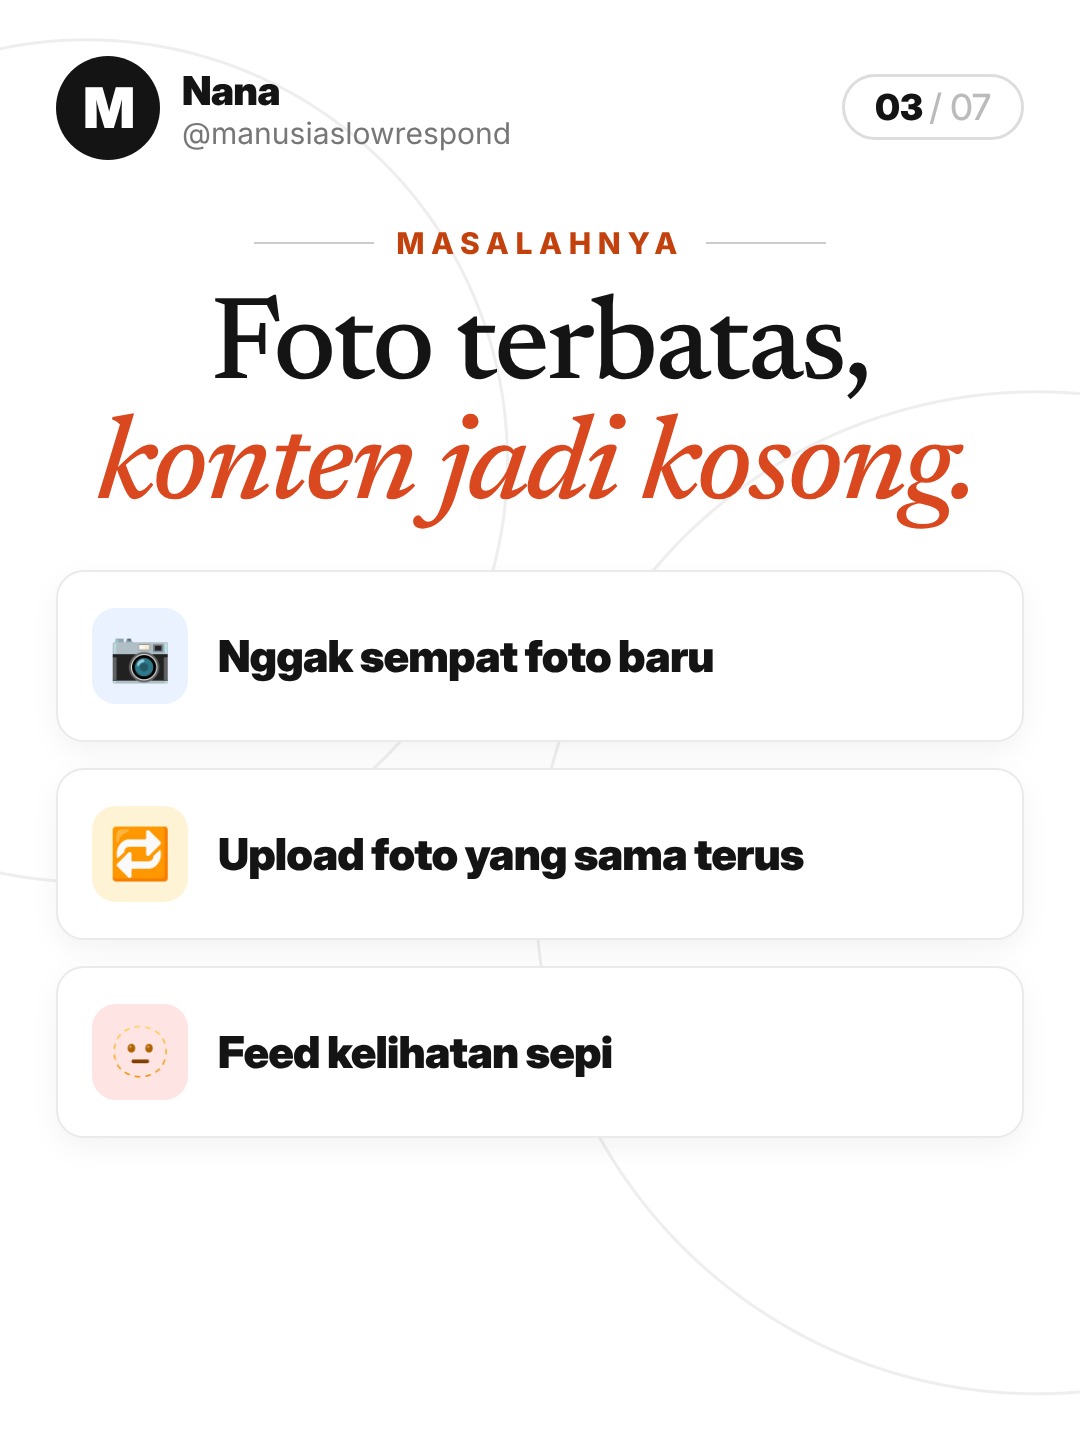 M
Nana
@manusiaslowrespond
03 / 07
MASALAHNYA
Foto terbatas,
konten jadi kosong.
Nggak sempat foto baru
Upload foto yang sama terus
Feed kelihatan sepi